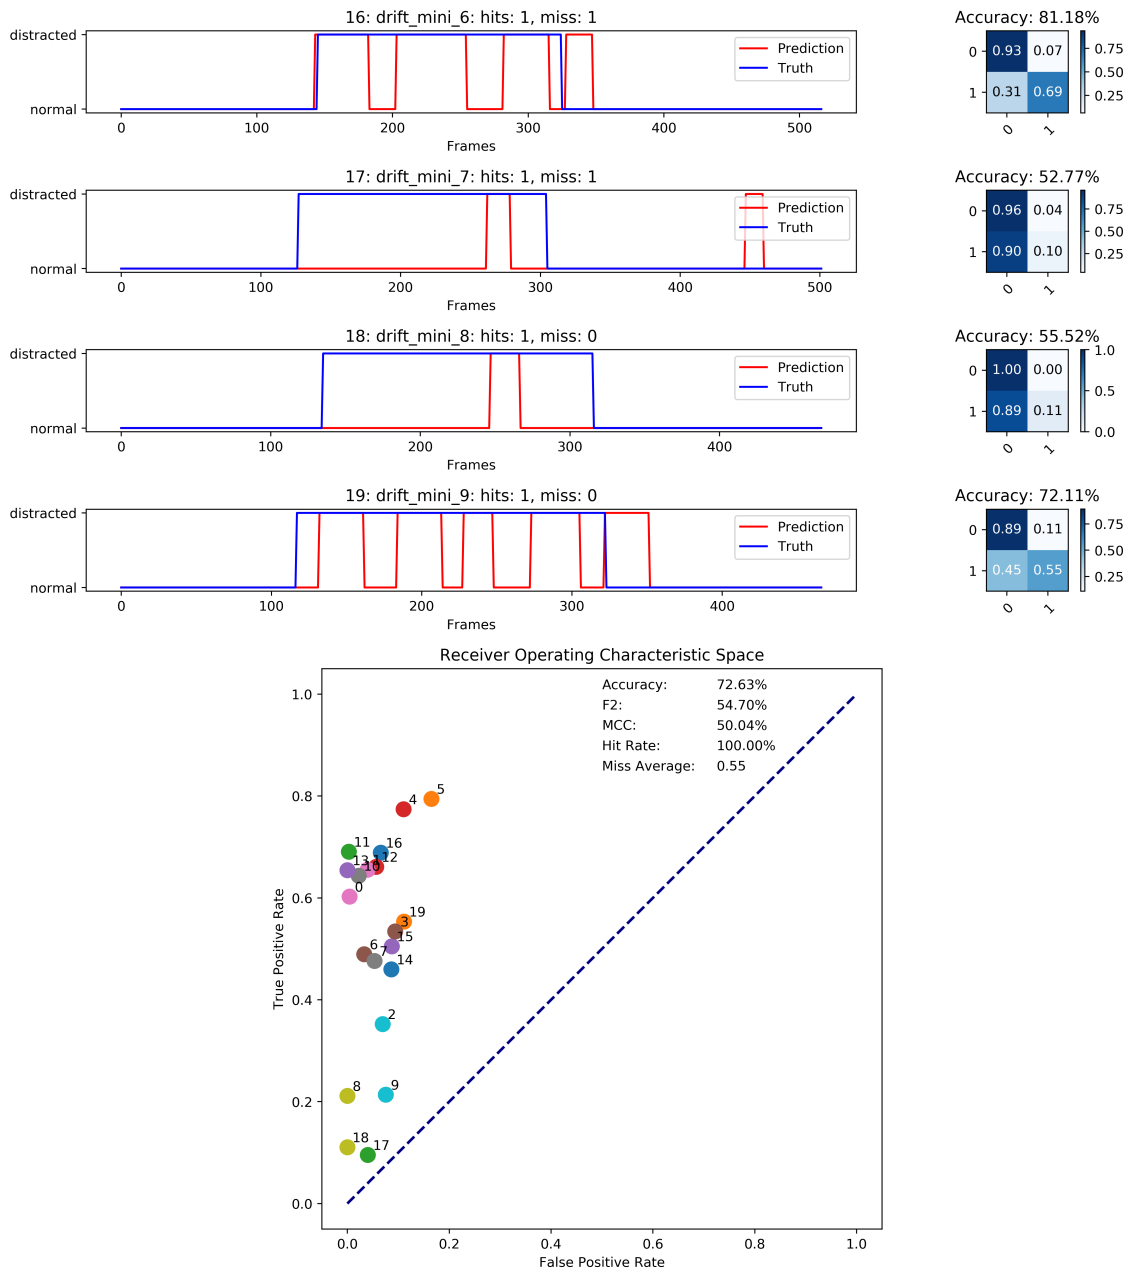 16: drift_mini_6: hits: 1, miss: 1
Accuracy: 81.18%
distracted
normal
Prediction
Truth
0 100 200 300 400 500
Frames
0 0.93 0.07
1 0.31 0.69
0 1
0.75
0.50
0.25
17: drift_mini_7: hits: 1, miss: 1
Accuracy: 52.77%
distracted
normal
Prediction
Truth
0 100 200 300 400 500
Frames
0 0.96 0.04
1 0.90 0.10
0 1
0.75
0.50
0.25
18: drift_mini_8: hits: 1, miss: 0
Accuracy: 55.52%
distracted
normal
Prediction
Truth
0 100 200 300 400
Frames
0 1.00 0.00
1 0.89 0.11
0 1
1.0
0.5
0.0
19: drift_mini_9: hits: 1, miss: 0
Accuracy: 72.11%
distracted
normal
Prediction
Truth
0 100 200 300 400
Frames
0 0.89 0.11
1 0.45 0.55
0 1
0.75
0.50
0.25
Receiver Operating Characteristic Space
Accuracy: 72.63%
F2: 54.70%
MCC: 50.04%
Hit Rate: 100.00%
Miss Average: 0.55
True Positive Rate
1.0
0.8
0.6
0.4
0.2
0.0
5
4
11
16
12
13
10
0
19
3
15
6
7
14
2
8
9
18
17
0.0 0.2 0.4 0.6 0.8 1.0
False Positive Rate